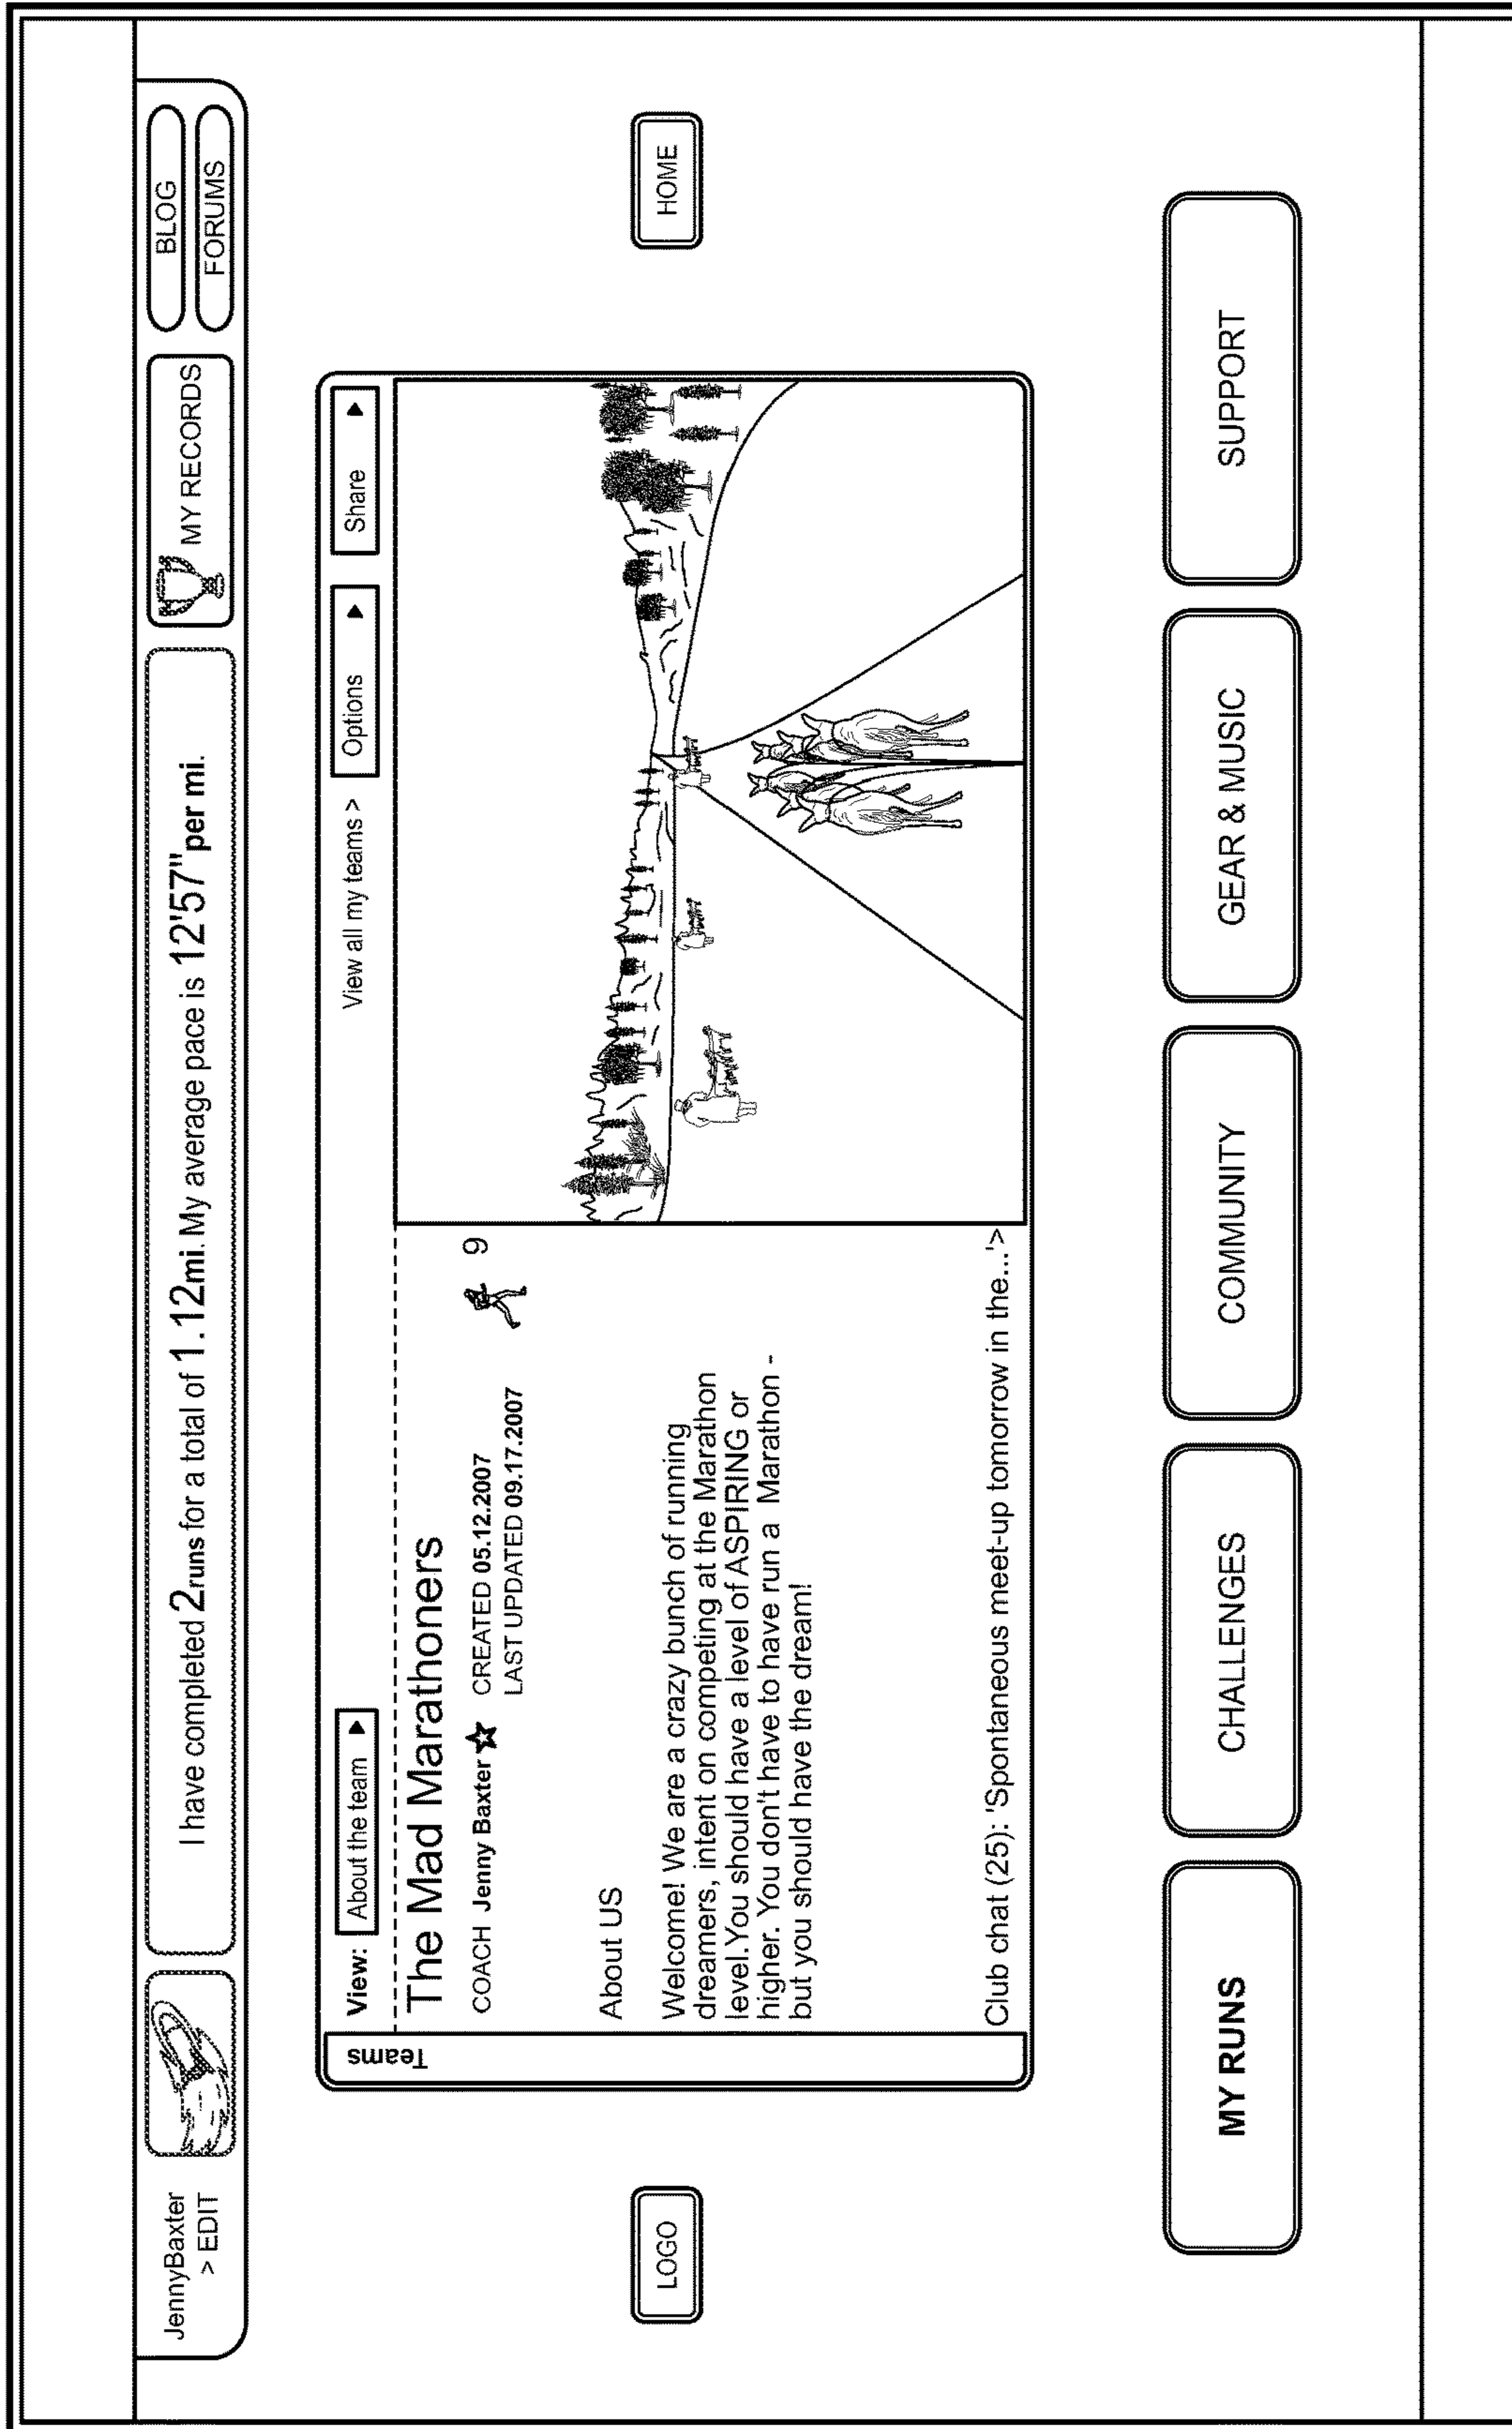 JennyBaxter
> EDIT
I have completed 2runs for a total of 1.12mi. My average pace is 12'57"per mi.
MY RECORDS
BLOG
FORUMS
Teams
View: About the team
View all my teams >
Options
Share
The Mad Marathoners
COACH Jenny Baxter CREATED 05.12.2007
LAST UPDATED 09.17.2007
9
About US
Welcome! We are a crazy bunch of running
dreamers, intent on competing at the Marathon
level.You should have a level of ASPIRING or
higher. You don't have to have run a Marathon -
but you should have the dream!
Club chat (25): 'Spontaneous meet-up tomorrow in the...'>
LOGO
HOME
MY RUNS
CHALLENGES
COMMUNITY
GEAR & MUSIC
SUPPORT